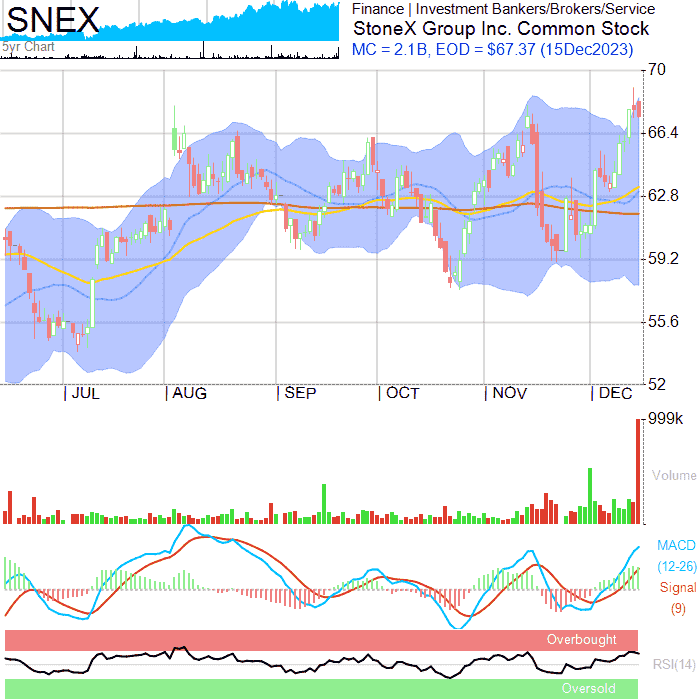 SNEX
5yr Chart
Finance | Investment Bankers/Brokers/Service
StoneX Group Inc. Common Stock
MC = 2.1B, EOD = $67.37 (15Dec2023)
70
66.4
62.8
59.2
55.6
52
JUL AUG SEP OCT NOV DEC
999k
Volume
MACD
(12-26)
Signal
(9)
Overbought
RSI(14)
Oversold